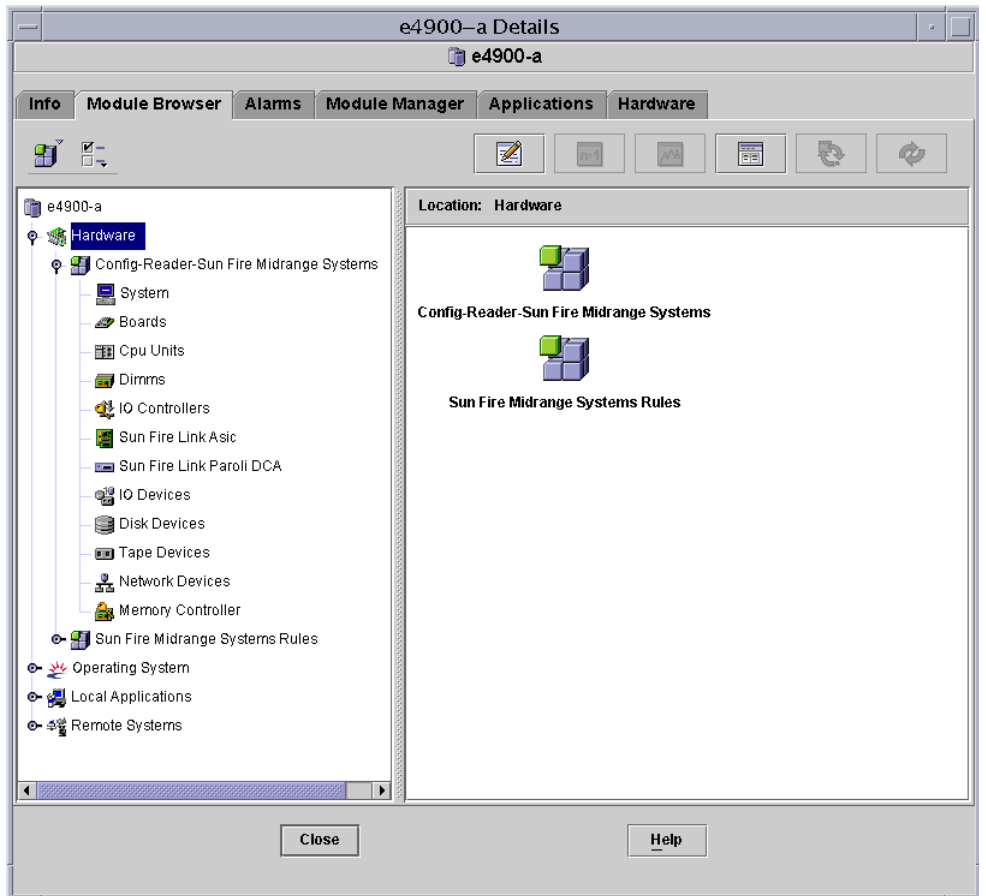 e4900–a Details
e4900-a
Info Module Browser Alarms Module Manager Applications Hardware
n=1
e4900-a
Hardware
Config-Reader-Sun Fire Midrange Systems
System
Boards
Cpu Units
Dimms
IO Controllers
Sun Fire Link Asic
Sun Fire Link Paroli DCA
IO Devices
Disk Devices
Tape Devices
Network Devices
Memory Controller
Sun Fire Midrange Systems Rules
Operating System
Local Applications
Remote Systems
Location: Hardware
Config-Reader-Sun Fire Midrange Systems
Sun Fire Midrange Systems Rules
Close Help